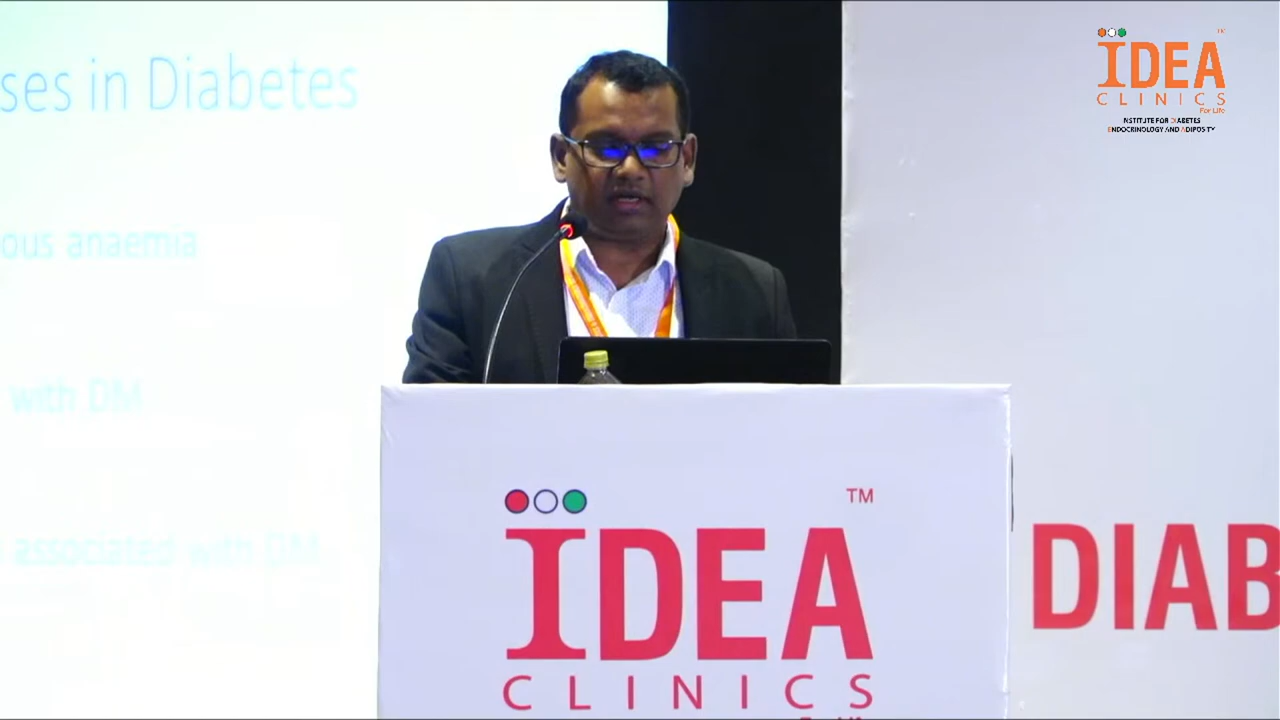 ses in Diabetes
ous anaemia
with DM
associated with DM
TM
IDEA
CLINICS
For Life
INSTITUTE FOR DIABETES
ENDOCRINOLOGY AND ADIPOSITY
TM
IDEA
CLINICS
DIAB